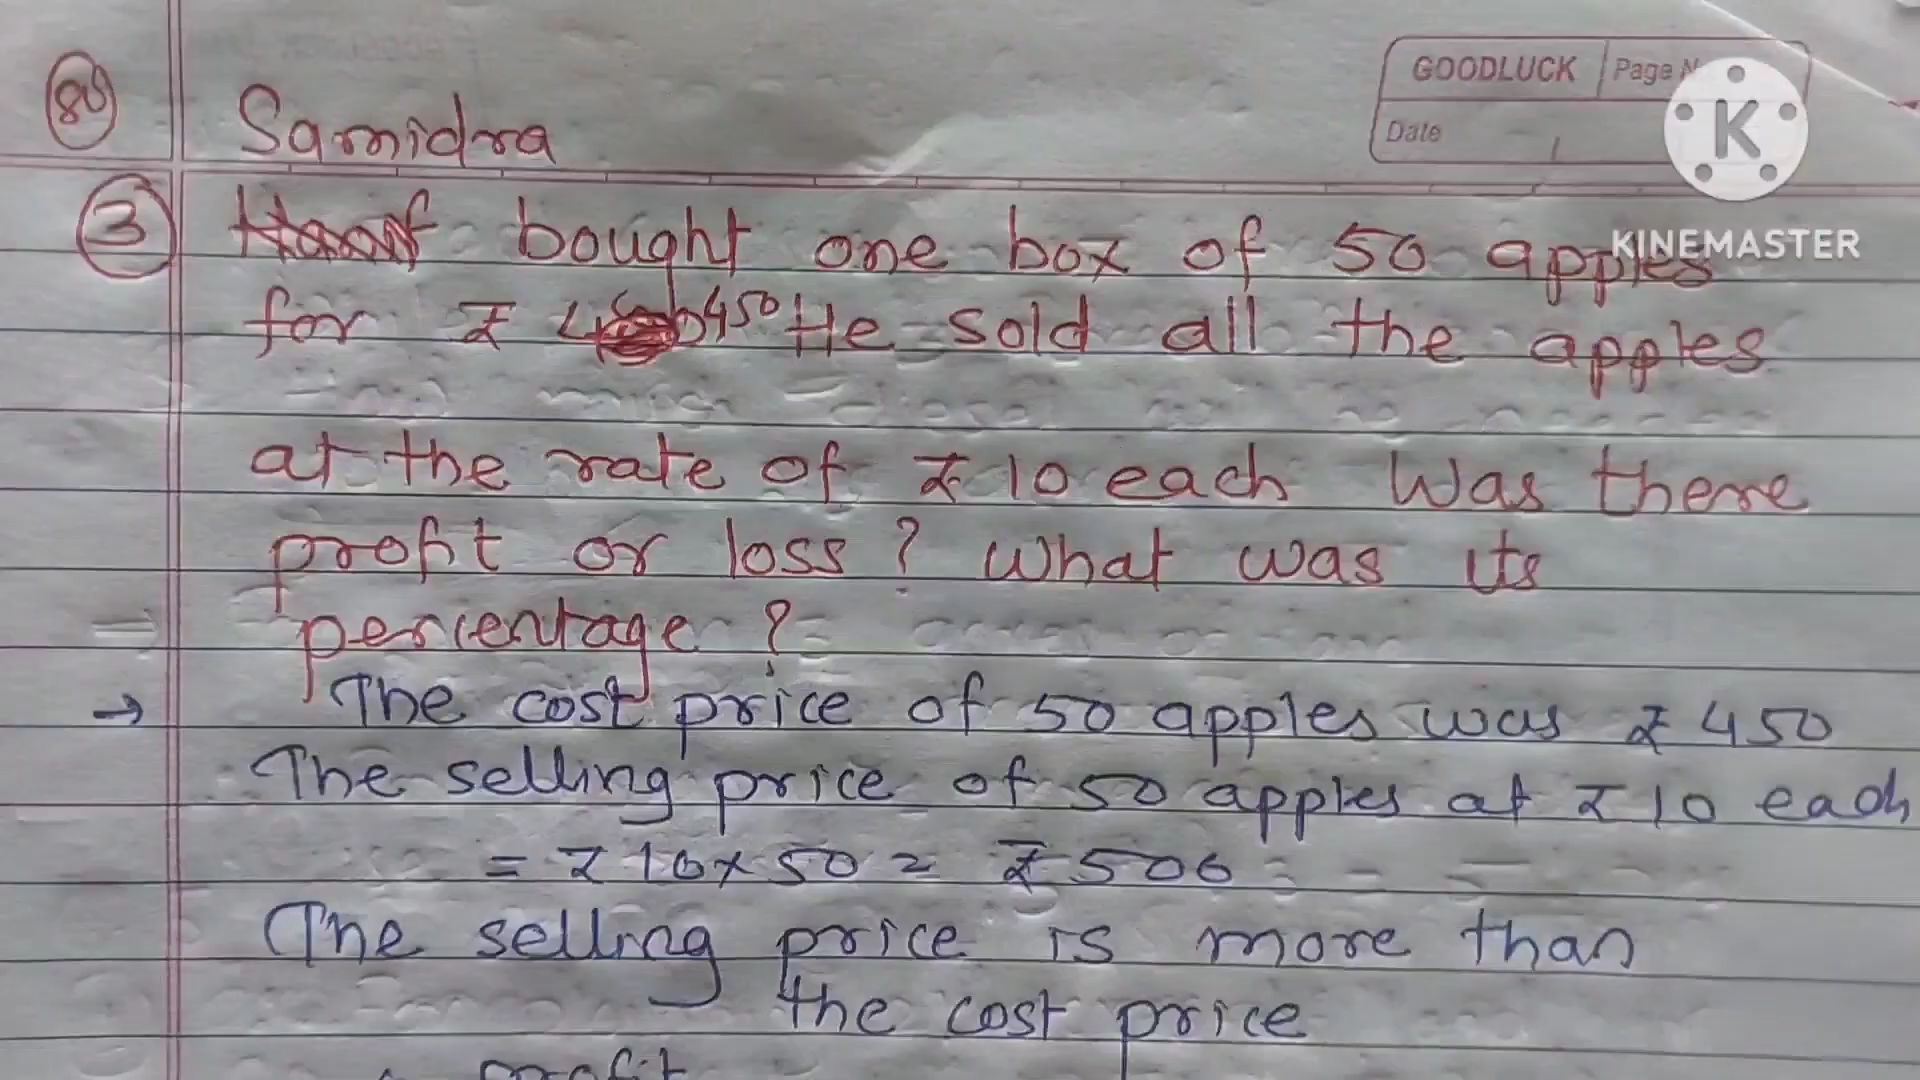 80 Samidra
GOODLUCK Page N
Date
K
KINEMASTER
3 bought one box of 50 apples
for ₹ 450 He sold all the apples
at the rate of ₹ 10 each Was there
profit or loss ? What was its
percentage ?
→ The cost price of 50 apples was ₹ 450
The selling price of 50 apples at ₹ 10 each
= ₹ 10 x 50 = ₹ 500
The selling price is more than
the cost price
profit